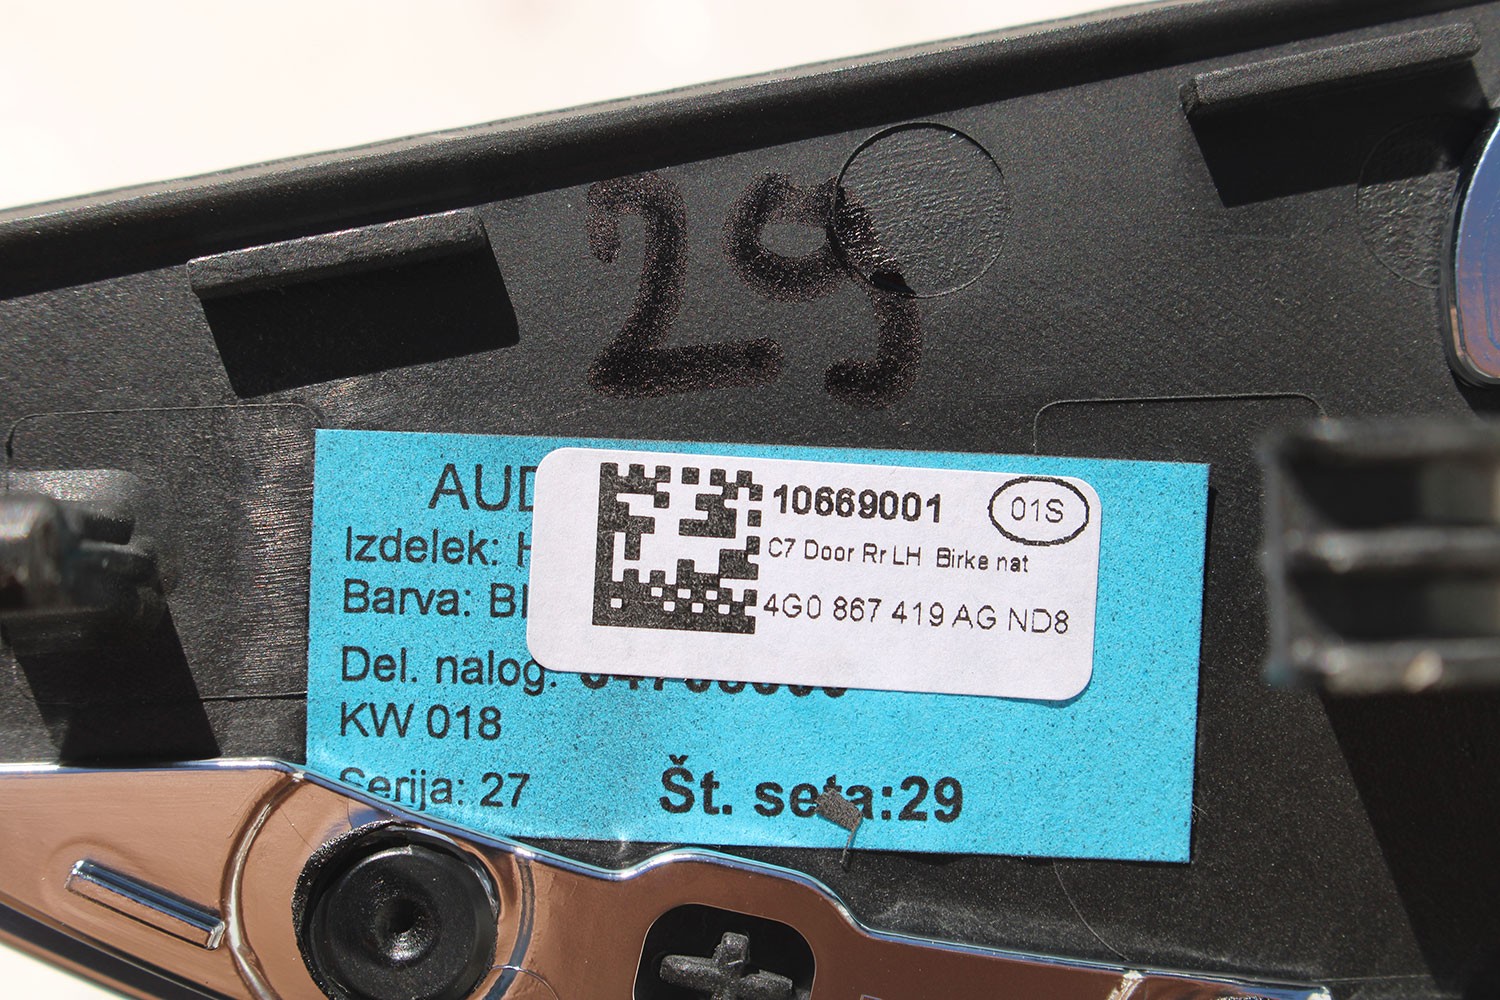 29
AUD
Izdelek: H
Barva: Bl
Del. nalog:
KW 018
Serija: 27
Št. seta:29
10669001
01S
C7 Door Rr LH Birke nat
4G0 867 419 AG ND8